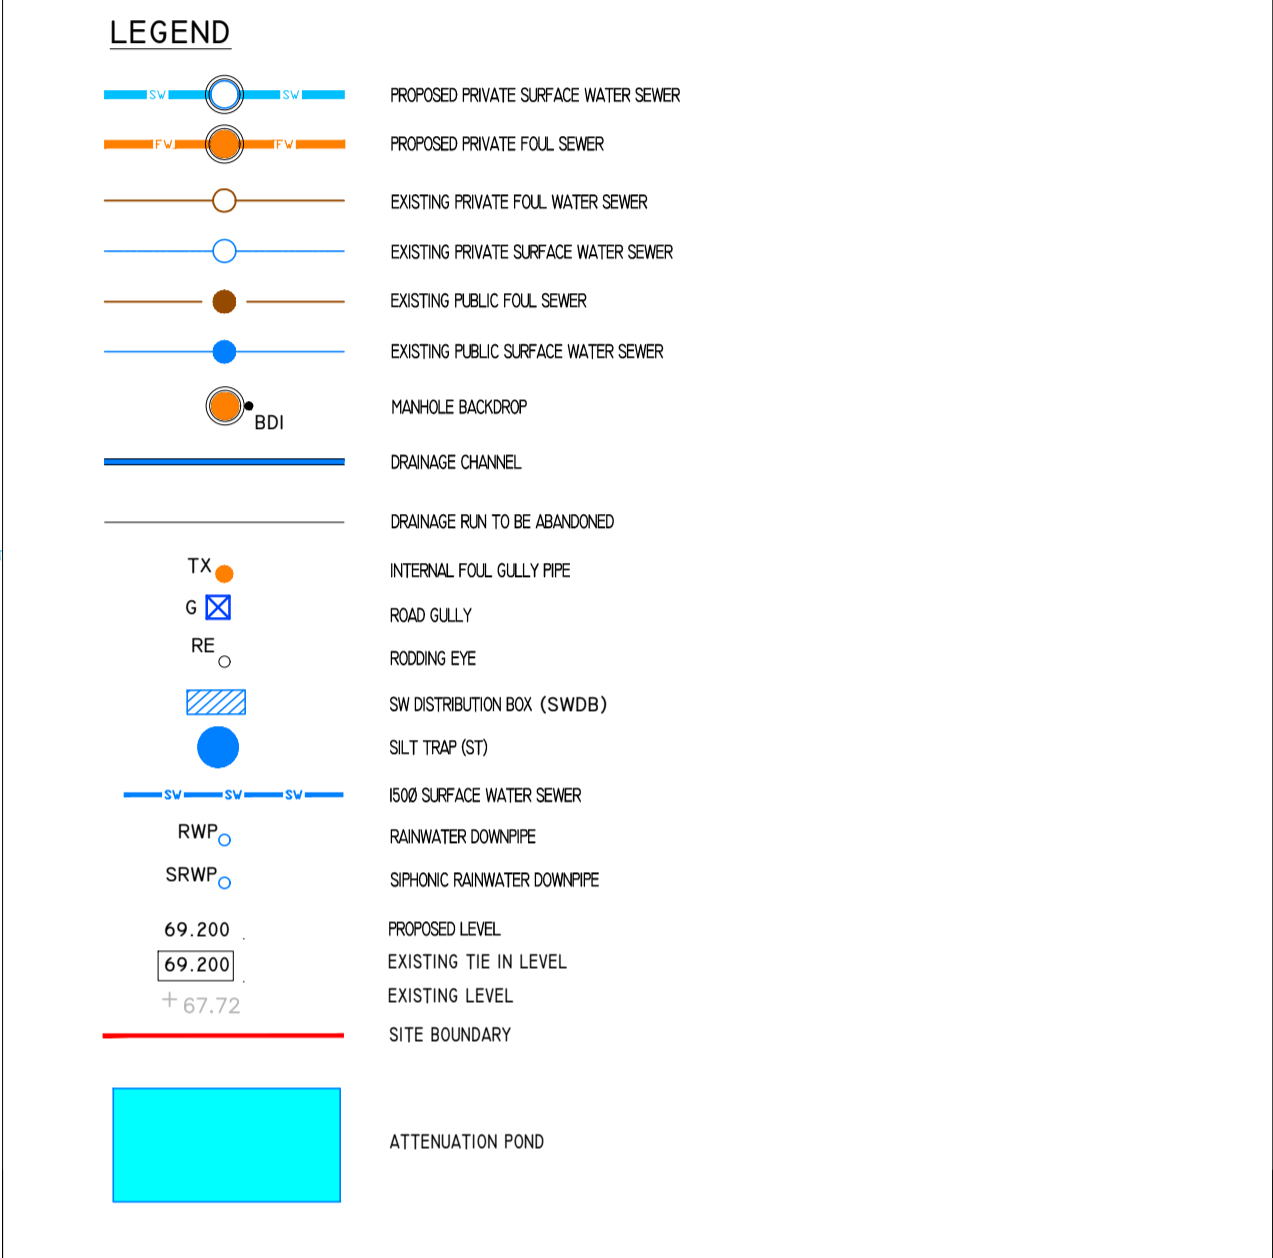 LEGEND
SW SW PROPOSED PRIVATE SURFACE WATER SEWER
FW FW PROPOSED PRIVATE FOUL SEWER
EXISTING PRIVATE FOUL WATER SEWER
EXISTING PRIVATE SURFACE WATER SEWER
EXISTING PUBLIC FOUL SEWER
EXISTING PUBLIC SURFACE WATER SEWER
MANHOLE BACKDROP
BD1
DRAINAGE CHANNEL
DRAINAGE RUN TO BE ABANDONED
TX INTERNAL FOUL GULLY PIPE
G ROAD GULLY
RE RODDING EYE
SW DISTRIBUTION BOX (SWDB)
SILT TRAP (ST)
SW SW SW 150Ø SURFACE WATER SEWER
RWP RAINWATER DOWNPIPE
SRWP SIPHONIC RAINWATER DOWNPIPE
69.200 PROPOSED LEVEL
69.200 EXISTING TIE IN LEVEL
+67.72 EXISTING LEVEL
SITE BOUNDARY
ATTENUATION POND